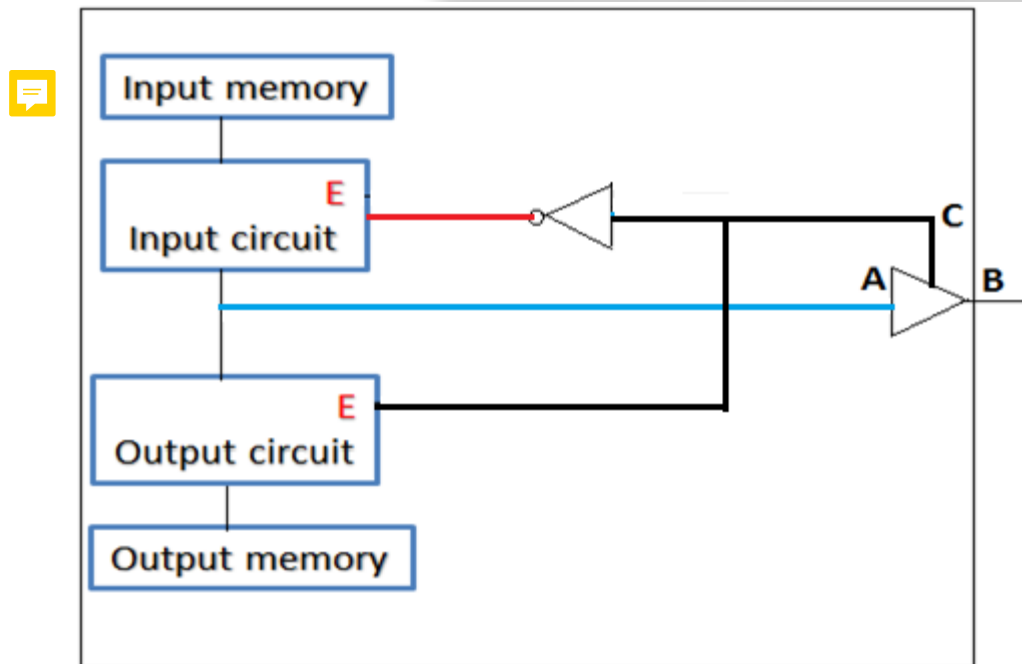 Input memory
E
Input circuit
C
A
B
E
Output circuit
Output memory